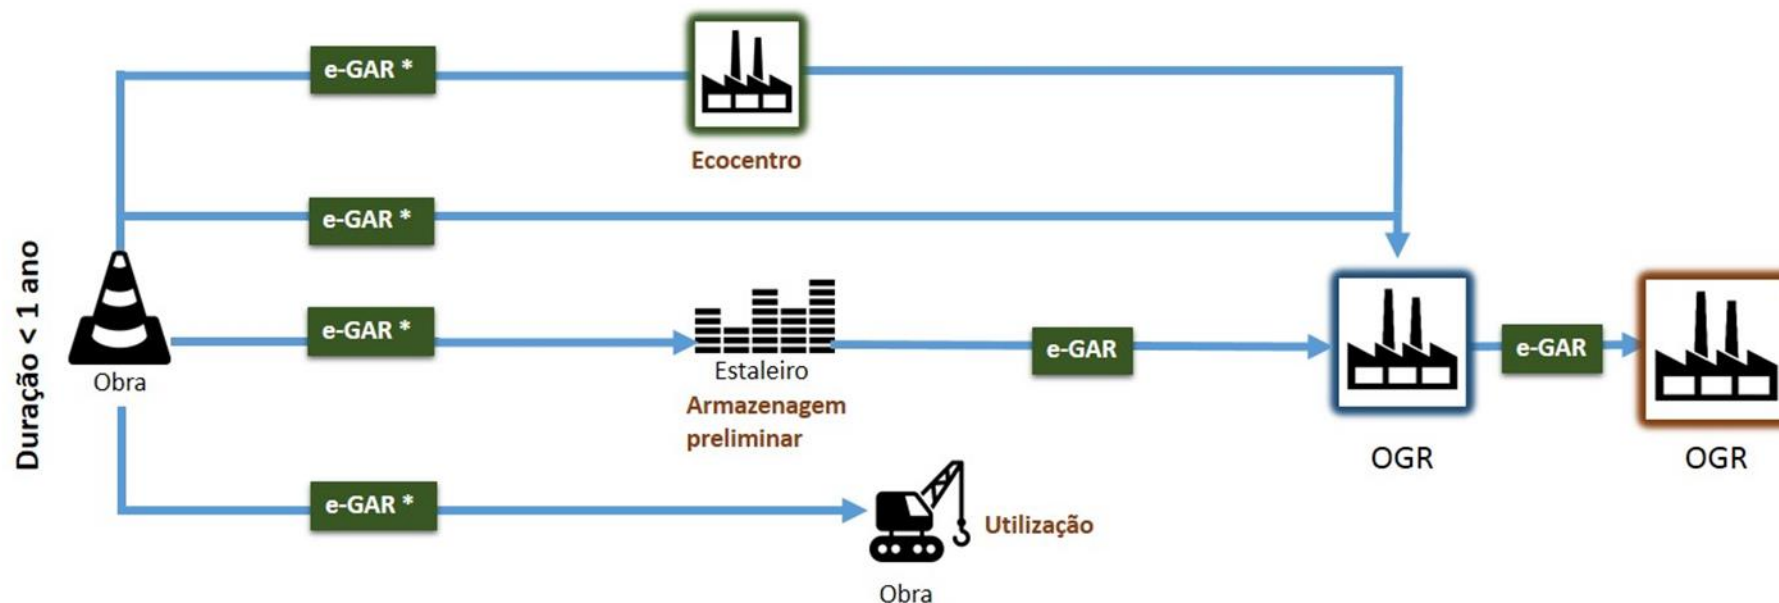 e-GAR *
Ecocentro
e-GAR *
Duração < 1 ano
Obra
e-GAR *
Estaleiro
Armazenagem
preliminar
e-GAR
OGR
e-GAR
OGR
e-GAR *
Utilização
Obra